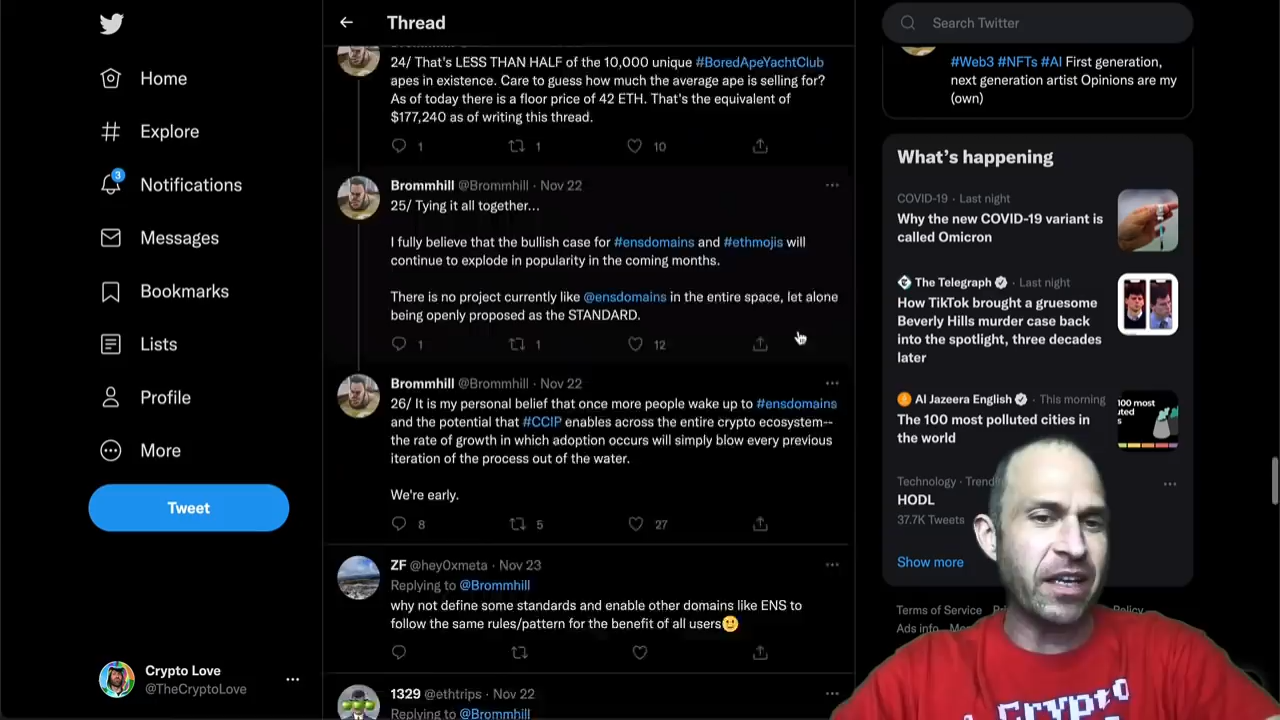 Home
Explore
3
Notifications
Messages
Bookmarks
Lists
Profile
More
Tweet
Crypto Love
@TheCryptoLove
Thread
24/ That's LESS THAN HALF of the 10,000 unique #BoredApeYachtClub
apes in existence. Care to guess how much the average ape is selling for?
As of today there is a floor price of 42 ETH. That's the equivalent of
$177,240 as of writing this thread.
1 1 10
Brommhill @Brommhill · Nov 22
25/ Tying it all together...
I fully believe that the bullish case for #ensdomains and #ethmojis will
continue to explode in popularity in the coming months.
There is no project currently like @ensdomains in the entire space, let alone
being openly proposed as the STANDARD.
1 1 12
Brommhill @Brommhill · Nov 22
26/ It is my personal belief that once more people wake up to #ensdomains
and the potential that #CCIP enables across the entire crypto ecosystem--
the rate of growth in which adoption occurs will simply blow every previous
iteration of the process out of the water.
We're early.
8 5 27
ZF @hey0xmeta · Nov 23
Replying to @Brommhill
why not define some standards and enable other domains like ENS to
follow the same rules/pattern for the benefit of all users🙂
1329 @ethtrips · Nov 22
Replying to @Brommhill
Search Twitter
#Web3 #NFTs #AI First generation,
next generation artist Opinions are my
(own)
What's happening
COVID-19 · Last night
Why the new COVID-19 variant is
called Omicron
The Telegraph · Last night
How TikTok brought a gruesome
Beverly Hills murder case back
into the spotlight, three decades
later
Al Jazeera English · This morning
The 100 most polluted cities in
the world
100 most
Technology
HODL
37.7K Tweets
Show more
Terms of Service Policy
Ads info
Crypto